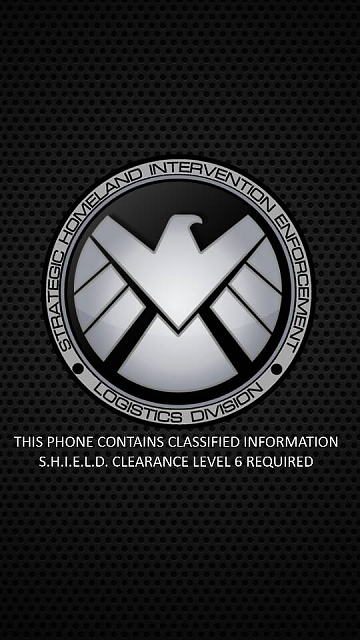 STRATEGIC HOMELAND INTERVENTION ENFORCEMENT
LOGISTICS DIVISION
THIS PHONE CONTAINS CLASSIFIED INFORMATION
S.H.I.E.L.D. CLEARANCE LEVEL 6 REQUIRED